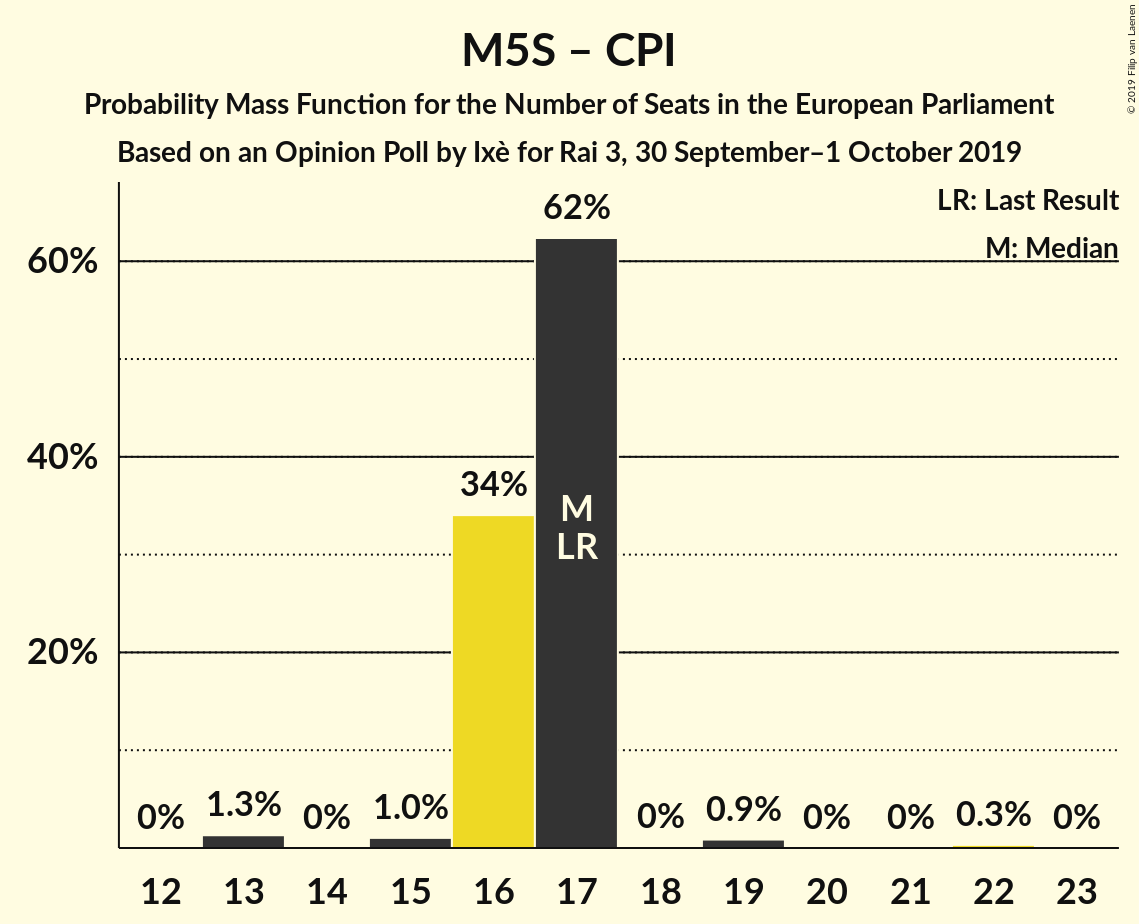 M5S – CPI
Probability Mass Function for the Number of Seats in the European Parliament
Based on an Opinion Poll by Ixè for Rai 3, 30 September–1 October 2019
© 2019 Filip van Laenen
LR: Last Result
M: Median
60%
40%
20%
0%
1.3%
0%
1.0%
34%
62%
M
LR
0%
0.9%
0%
0%
0.3%
0%
12 13 14 15 16 17 18 19 20 21 22 23